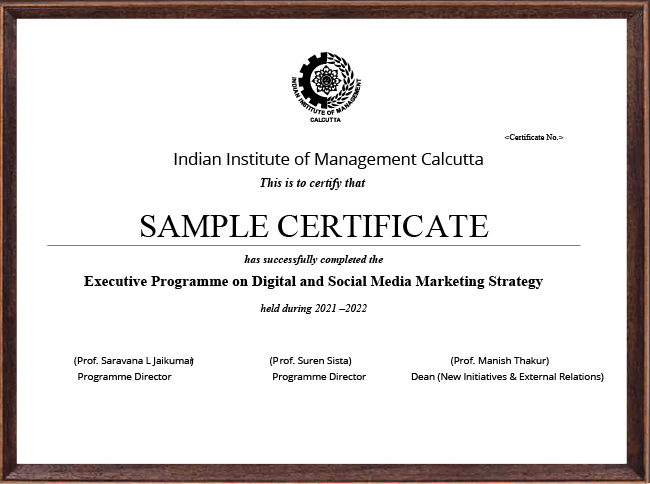 INDIAN INSTITUTE OF MANAGEMENT
CALCUTTA
<Certificate No.>
Indian Institute of Management Calcutta
This is to certify that
SAMPLE CERTIFICATE
has successfully completed the
Executive Programme on Digital and Social Media Marketing Strategy
held during 2021 –2022
(Prof. Saravana L Jaikumar) (Prof. Suren Sista) (Prof. Manish Thakur)
Programme Director Programme Director Dean (New Initiatives & External Relations)